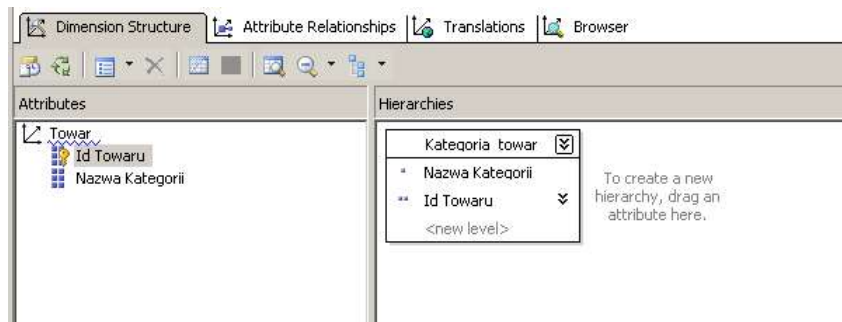 Dimension Structure Attribute Relationships Translations Browser
Attributes
Hierarchies
Towar
Id Towaru
Nazwa Kategorii
Kategoria towar
Nazwa Kategorii
Id Towaru
<new level>
To create a new
hierarchy, drag an
attribute here.